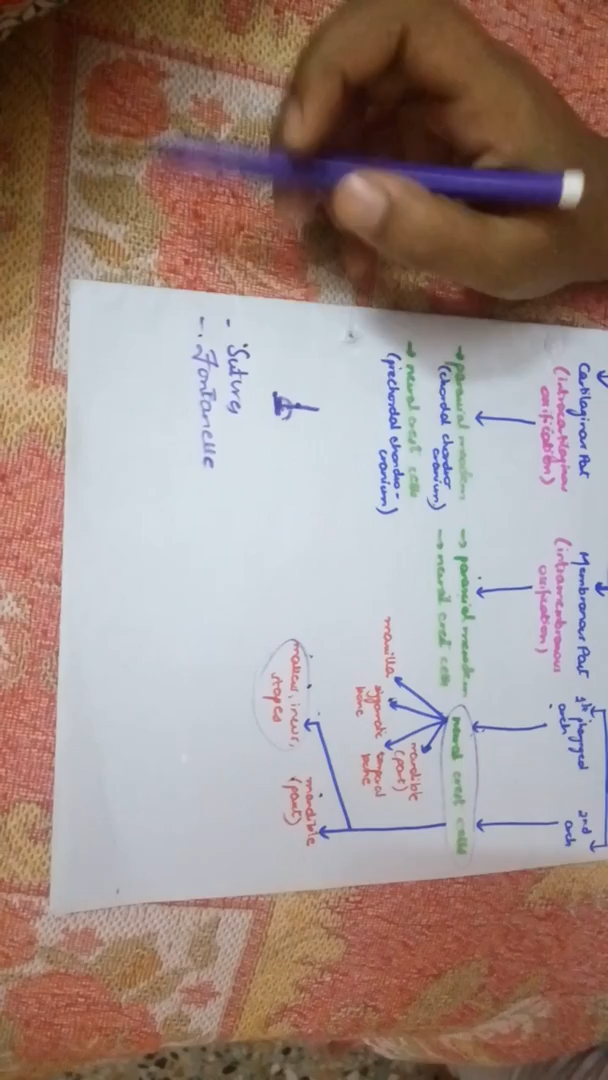 Cartilaginous Part
(intracartilaginous
ossification)
→ paraxial mesoderm
(chordal chondro
cranium)
→ neural crest cells
(prechordal chondro-
cranium)
Membranous Part
(intramembranous
ossification)
→ paraxial mesoderm
→ neural crest cells
1st pharyngeal
arch
2nd
arch
neural crest cells
maxilla
zygomatic
bone
temporal
bone
mandible
(part)
malleus, incus,
stapes
mandible
(part)
- Suture
- Fontanelle